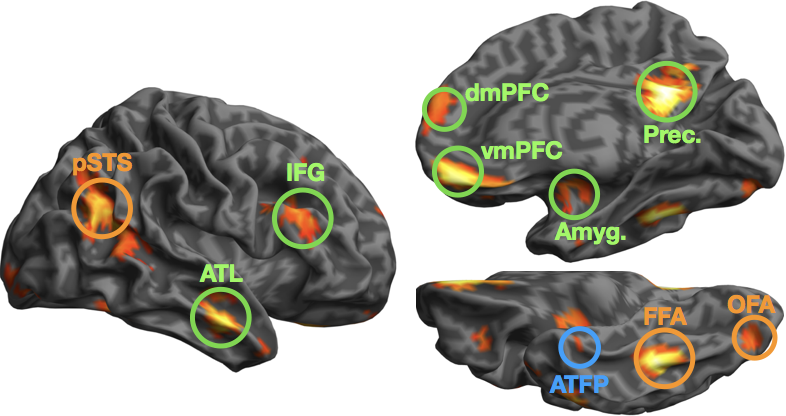 pSTS
IFG
ATL
dmPFC
vmPFC
Prec.
Amyg.
FFA
OFA
ATFP